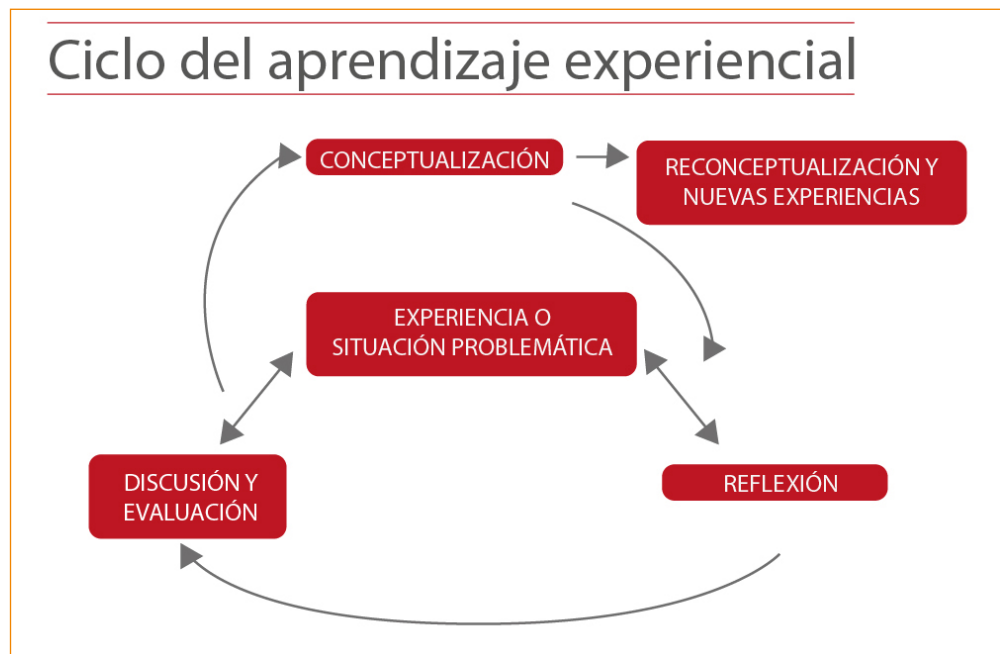 Ciclo del aprendizaje experiencial
CONCEPTUALIZACIÓN
RECONCEPTUALIZACIÓN Y
NUEVAS EXPERIENCIAS
EXPERIENCIA O
SITUACIÓN PROBLEMÁTICA
DISCUSIÓN Y
EVALUACIÓN
REFLEXIÓN